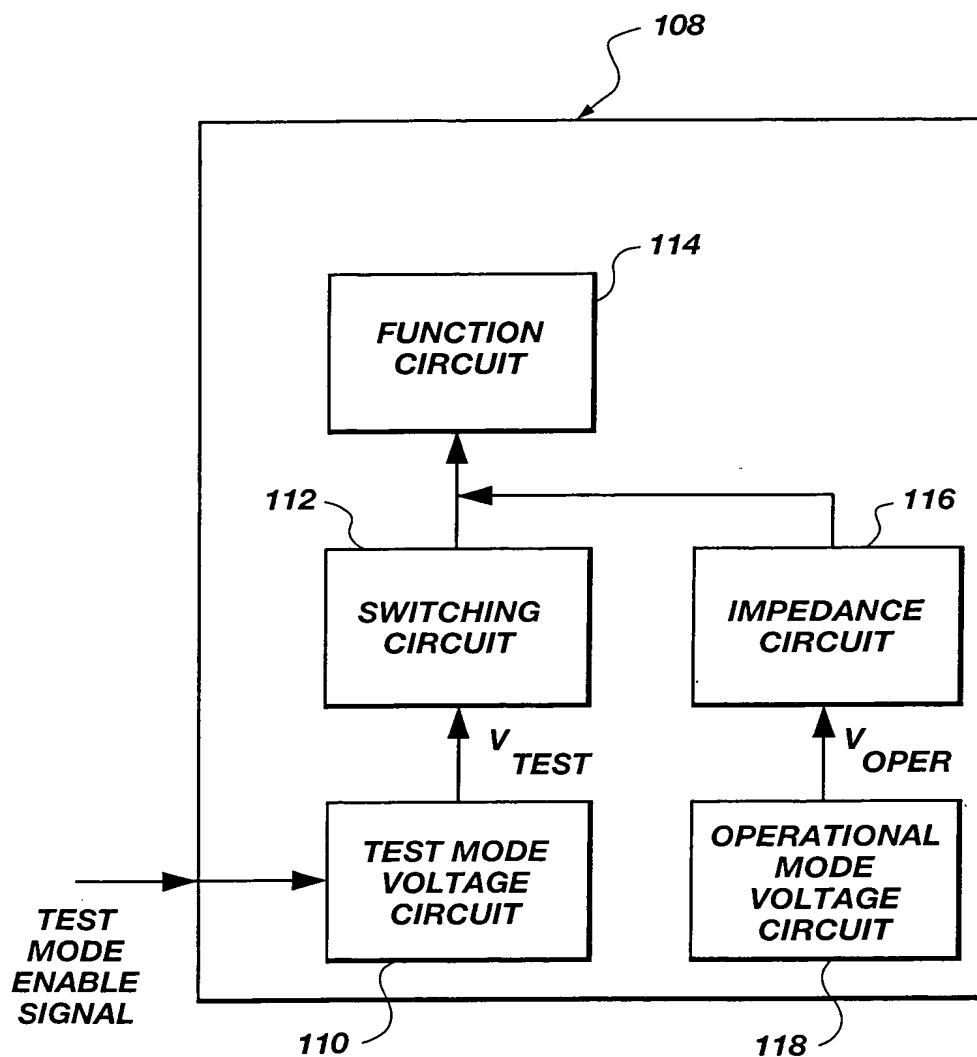 108
114
FUNCTION
CIRCUIT
112
116
SWITCHING
CIRCUIT
IMPEDANCE
CIRCUIT
V TEST
V OPER
TEST MODE
VOLTAGE
CIRCUIT
OPERATIONAL
MODE
VOLTAGE
CIRCUIT
TEST
MODE
ENABLE
SIGNAL
110
118